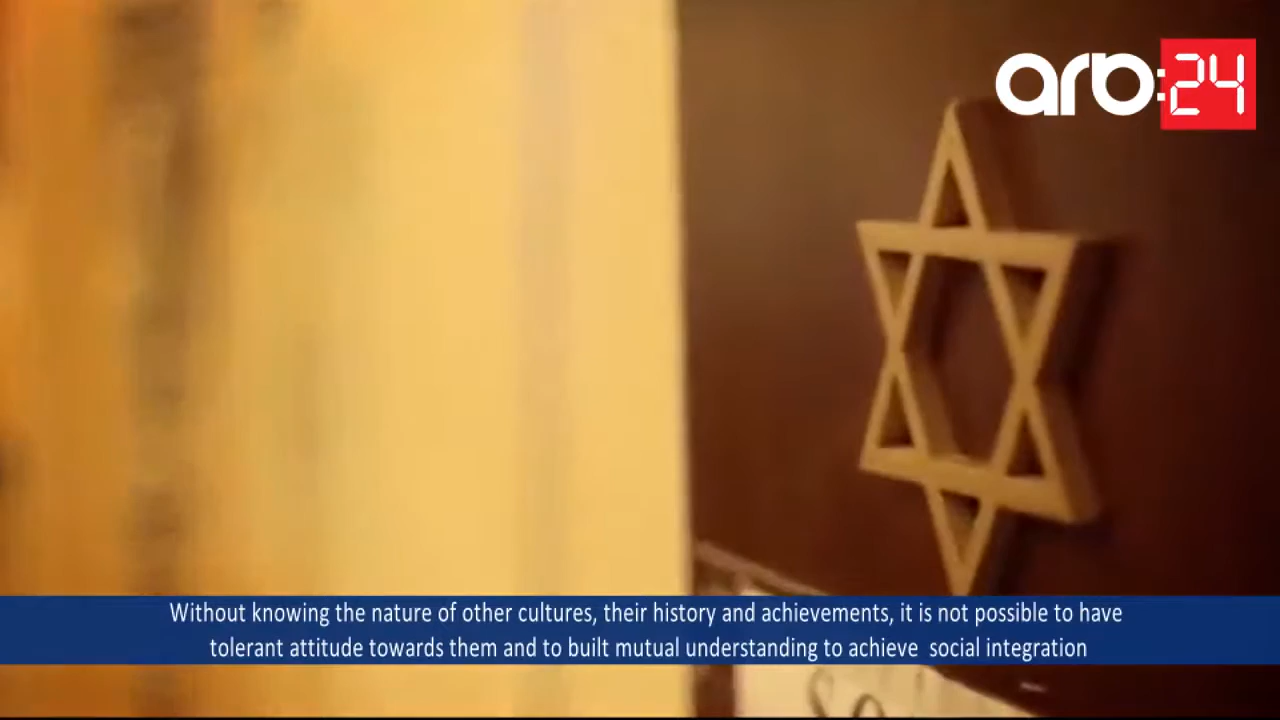 arb:24
Without knowing the nature of other cultures, their history and achievements, it is not possible to have
tolerant attitude towards them and to built mutual understanding to achieve  social integration